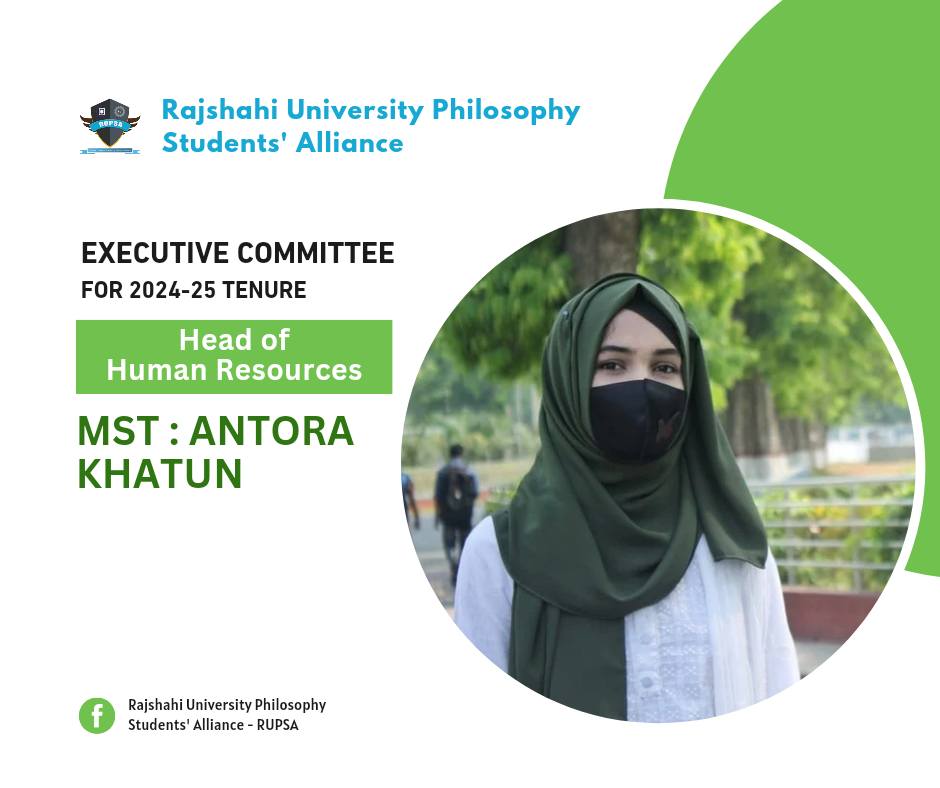 RUPSA
Rajshahi University Philosophy
Students' Alliance
EXECUTIVE COMMITTEE
FOR 2024-25 TENURE
Head of
Human Resources
MST : ANTORA
KHATUN
f
Rajshahi University Philosophy
Students' Alliance - RUPSA